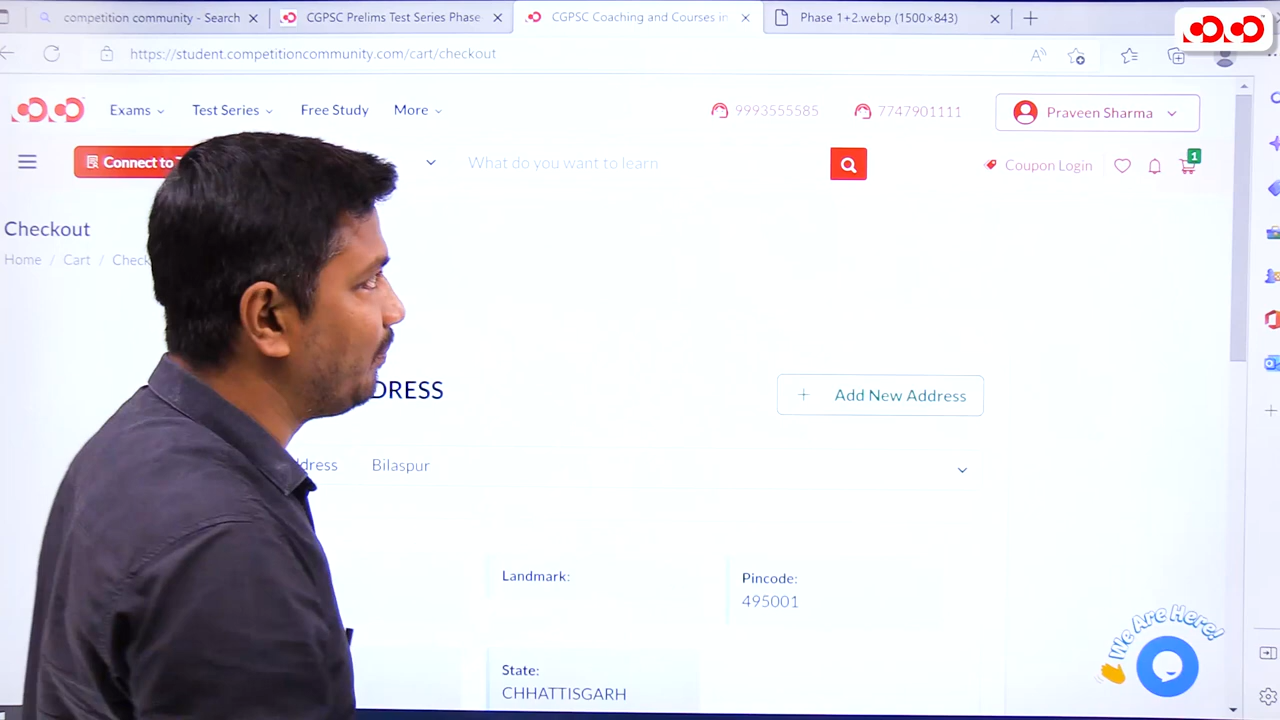 competition community - Search
CGPSC Prelims Test Series Phase
CGPSC Coaching and Courses in
Phase 1+2.webp (1500×843)
https://student.competitioncommunity.com/cart/checkout
Exams
Test Series
Free Study
More
9993555585
7747901111
Praveen Sharma
Connect to
What do you want to learn
Coupon Login
1
Checkout
Home / Cart / Check
DRESS
+ Add New Address
dress
Bilaspur
Landmark:
Pincode:
495001
State:
CHHATTISGARH
We Are Here!